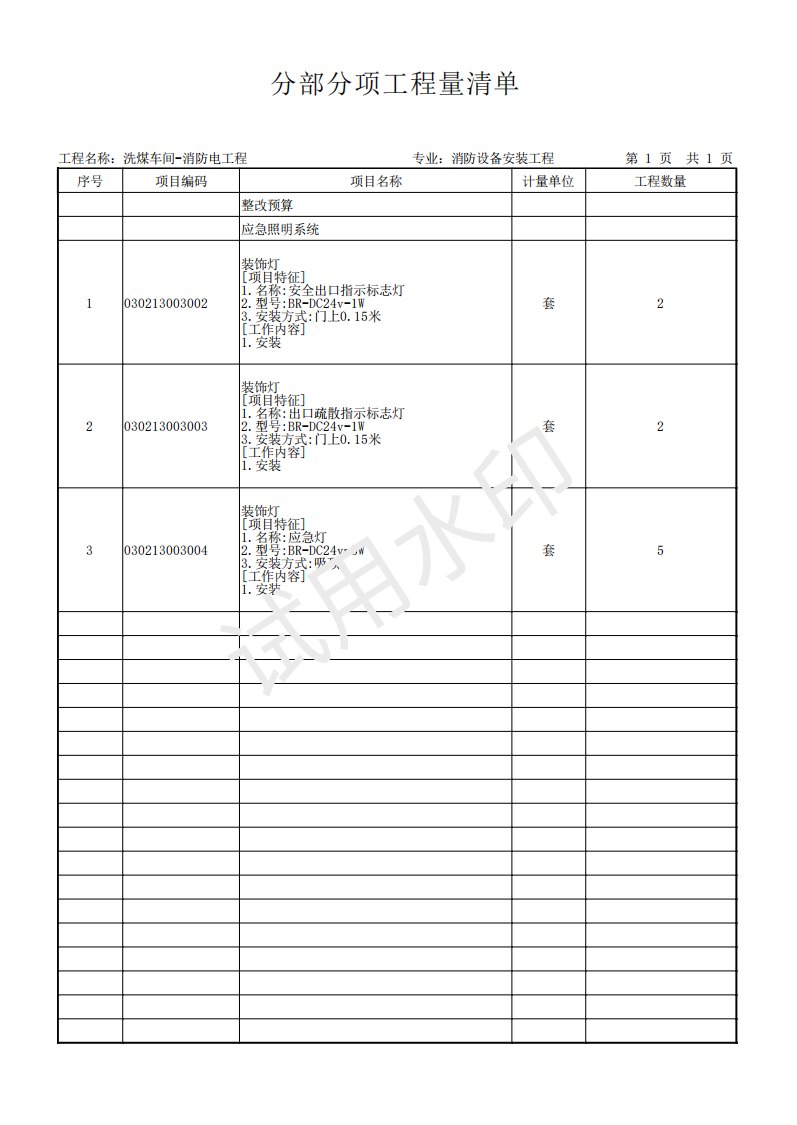 分部分项工程量清单
工程名称：洗煤车间-消防电工程 专业：消防设备安装工程 第 1 页 共 1 页
序号 项目编码 项目名称 计量单位 工程数量
整改预算
应急照明系统
装饰灯
[项目特征]
1.名称:安全出口指示标志灯
1 030213003002 2.型号:BR-DC24v-1W 套 2
3.安装方式:门上0.15米
[工作内容]
1.安装
装饰灯
[项目特征]
1.名称:出口疏散指示标志灯
2 030213003003 2.型号:BR-DC24v-1W 套 2
3.安装方式:门上0.15米
[工作内容]
1.安装
装饰灯
[项目特征]
1.名称:应急灯
3 030213003004 2.型号:BR-DC24v- 套 5
3.安装方式:吸顶
[工作内容]
1.安装
试用水印